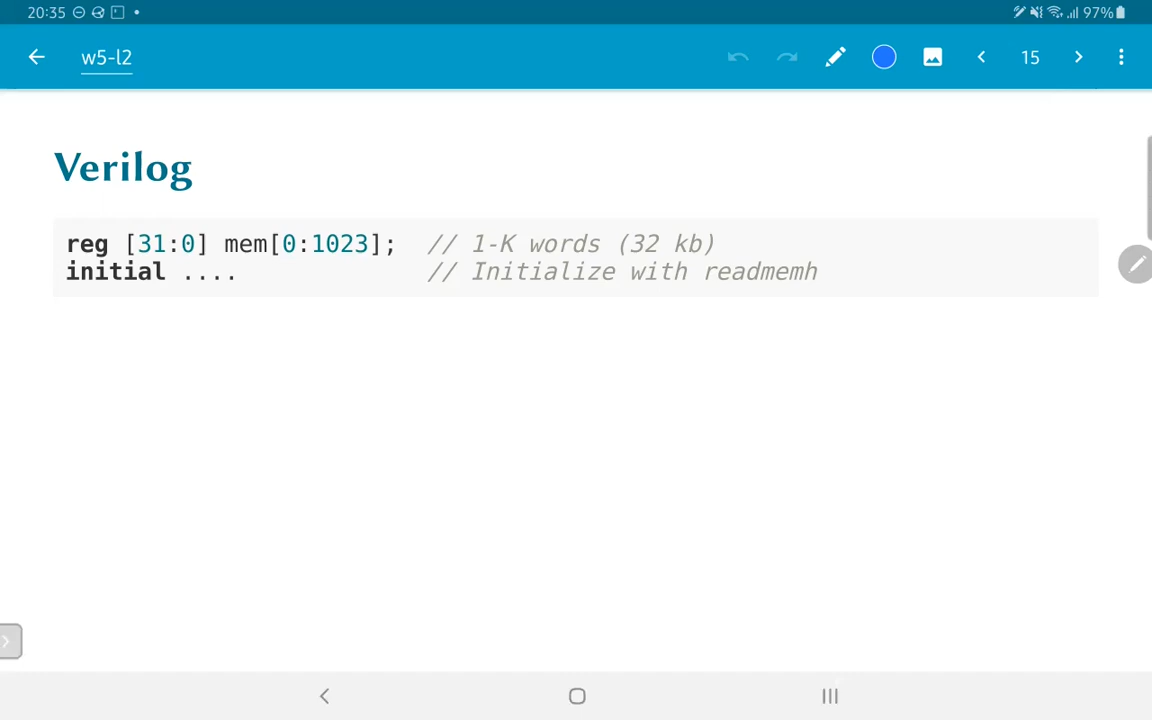 20:35
97%
w5-l2
15
Verilog
reg [31:0] mem[0:1023]; // 1-K words (32 kb)
initial .... // Initialize with readmemh